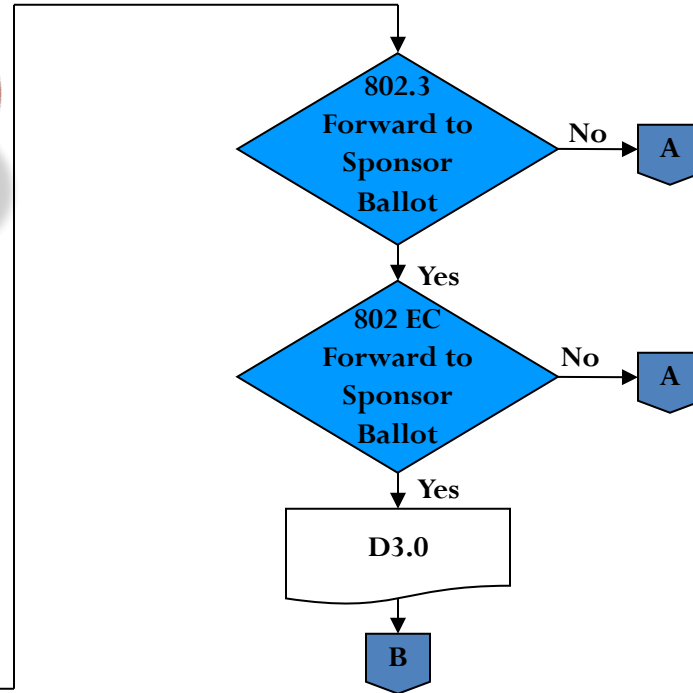 802.3
Forward to
Sponsor
Ballot
No
A
Yes
802 EC
Forward to
Sponsor
Ballot
No
A
Yes
D3.0
B